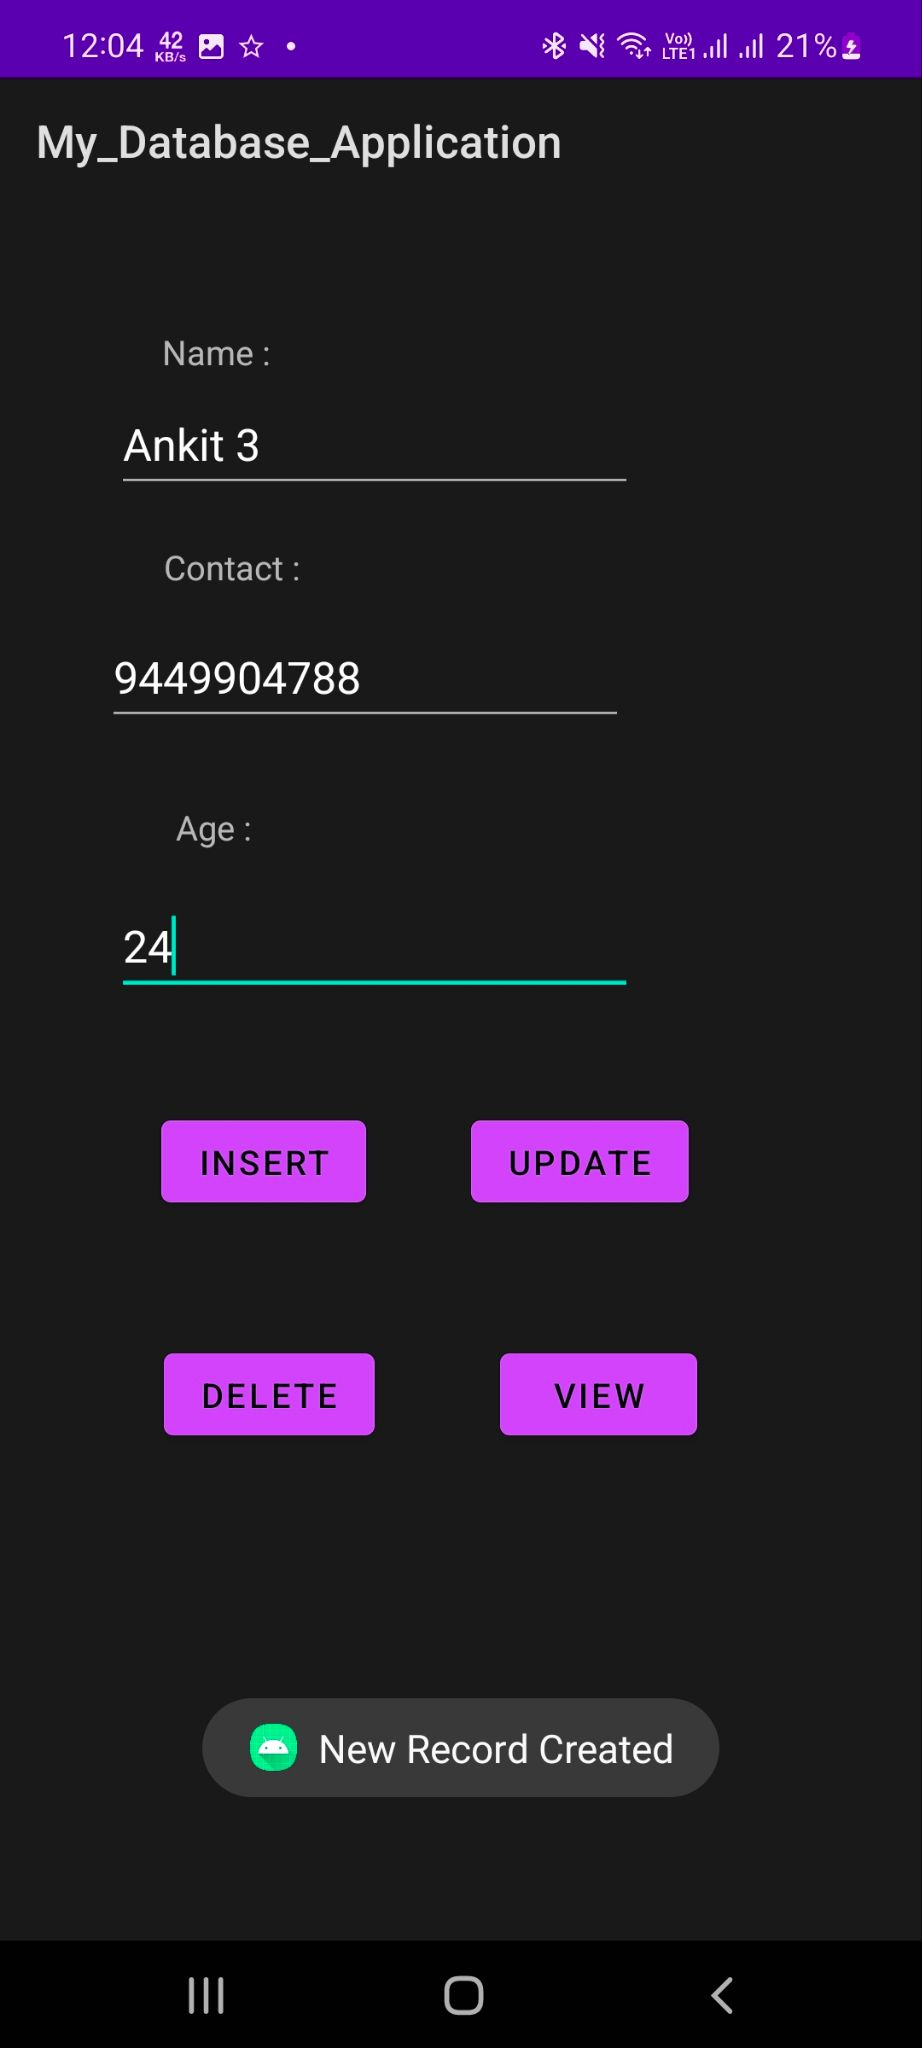 12:04 42 KB/s Vo)) LTE1 21%
My_Database_Application
Name :
Ankit 3
Contact :
9449904788
Age :
24
INSERT UPDATE
DELETE VIEW
New Record Created